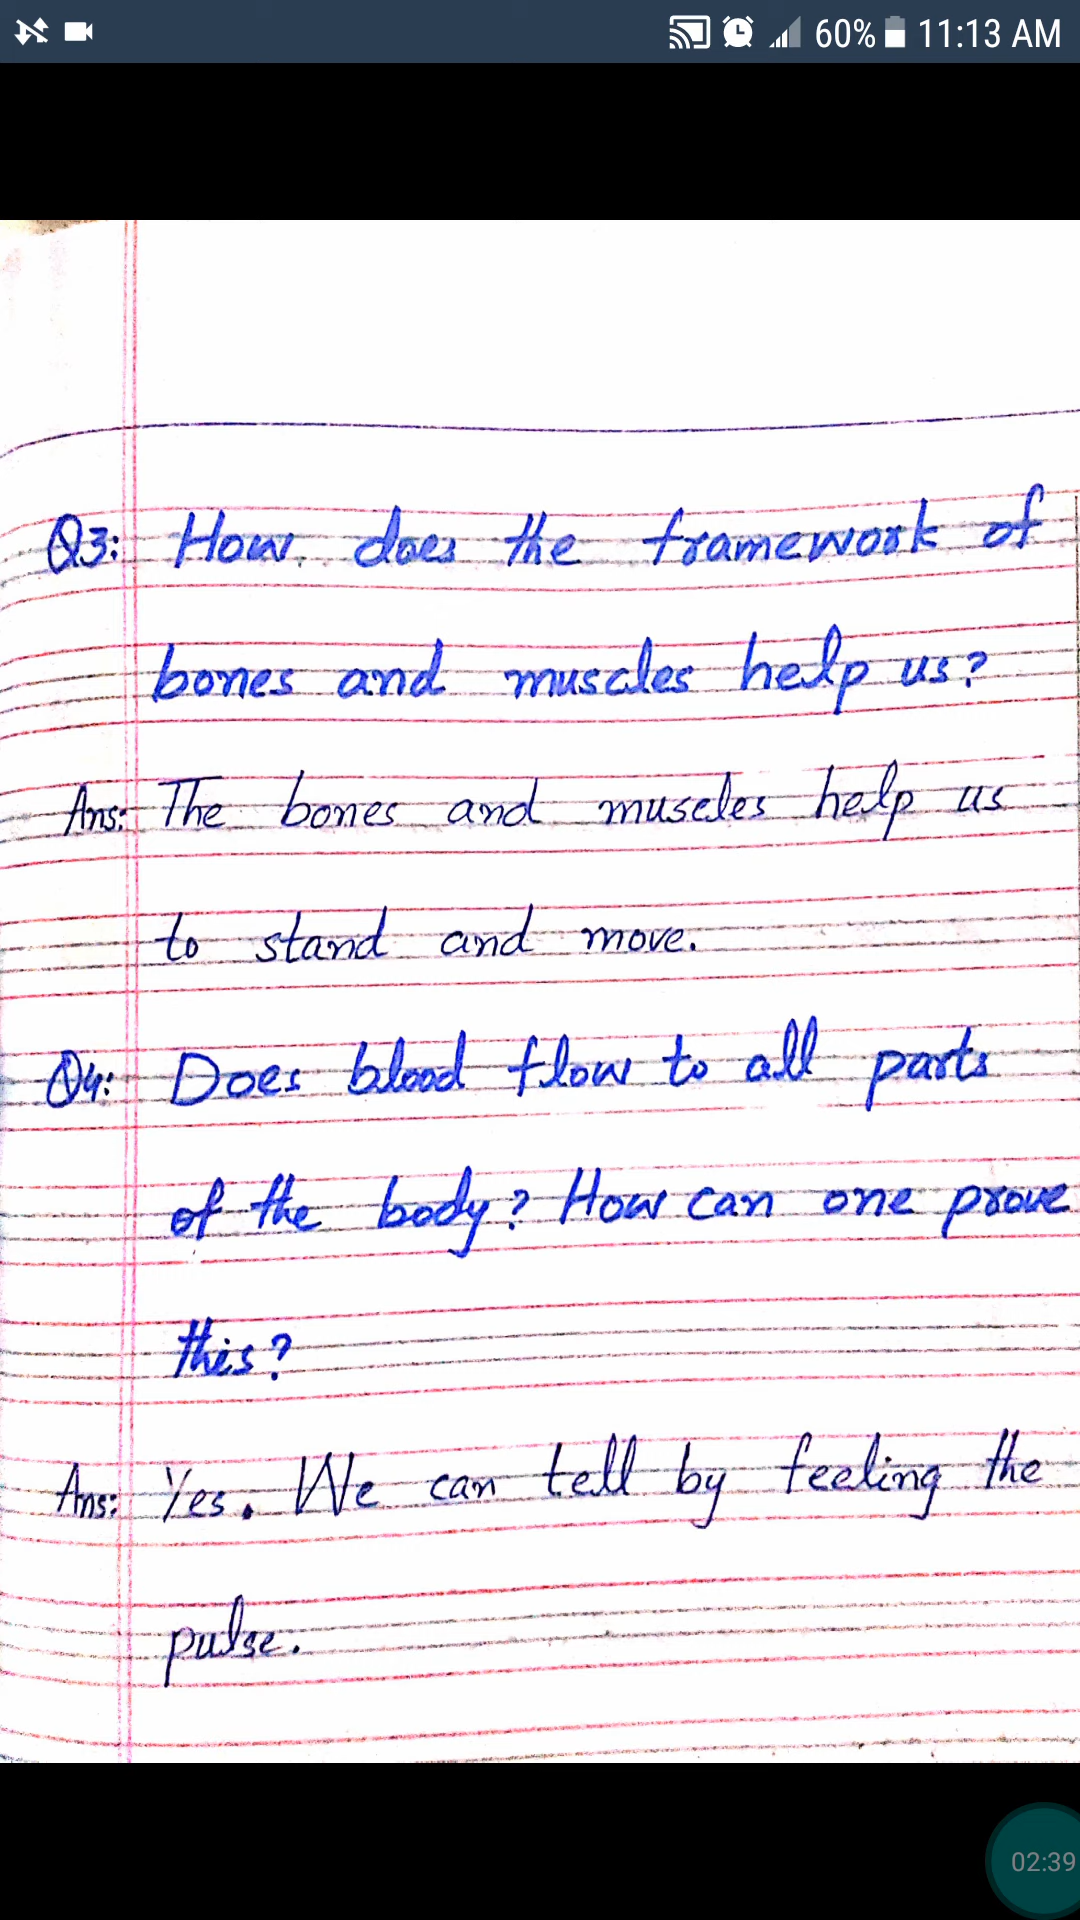 60% 11:13 AM
Q3: How does the framework of
bones and muscles help us?
Ans: The bones and muscles help us
to stand and move.
Q4: Does blood flow to all parts
of the body? How can one prove
this?
Ans: Yes. We can tell by feeling the
pulse.
02:39